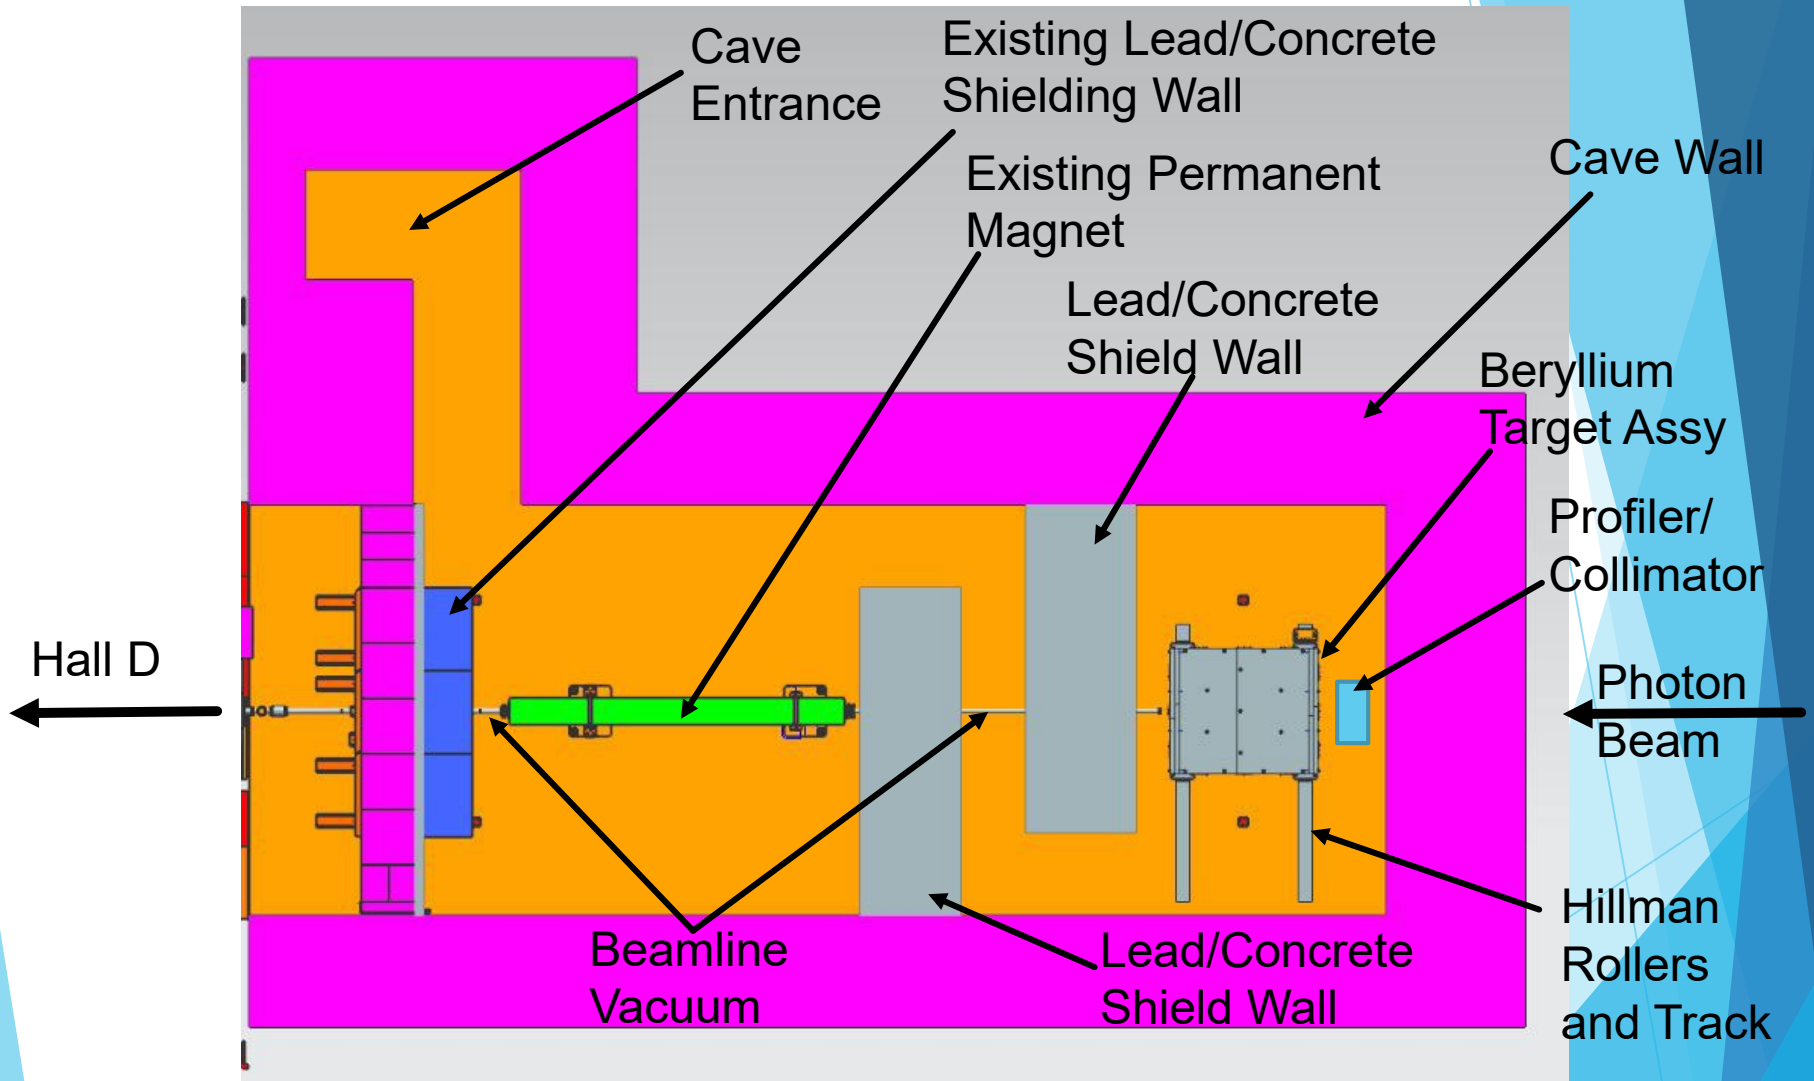 Cave
Entrance
Existing Lead/Concrete
Shielding Wall
Existing Permanent
Magnet
Cave Wall
Lead/Concrete
Shield Wall
Beryllium
Target Assy
Profiler/
Collimator
Hall D
Photon
Beam
Hillman
Rollers
and Track
Beamline
Vacuum
Lead/Concrete
Shield Wall